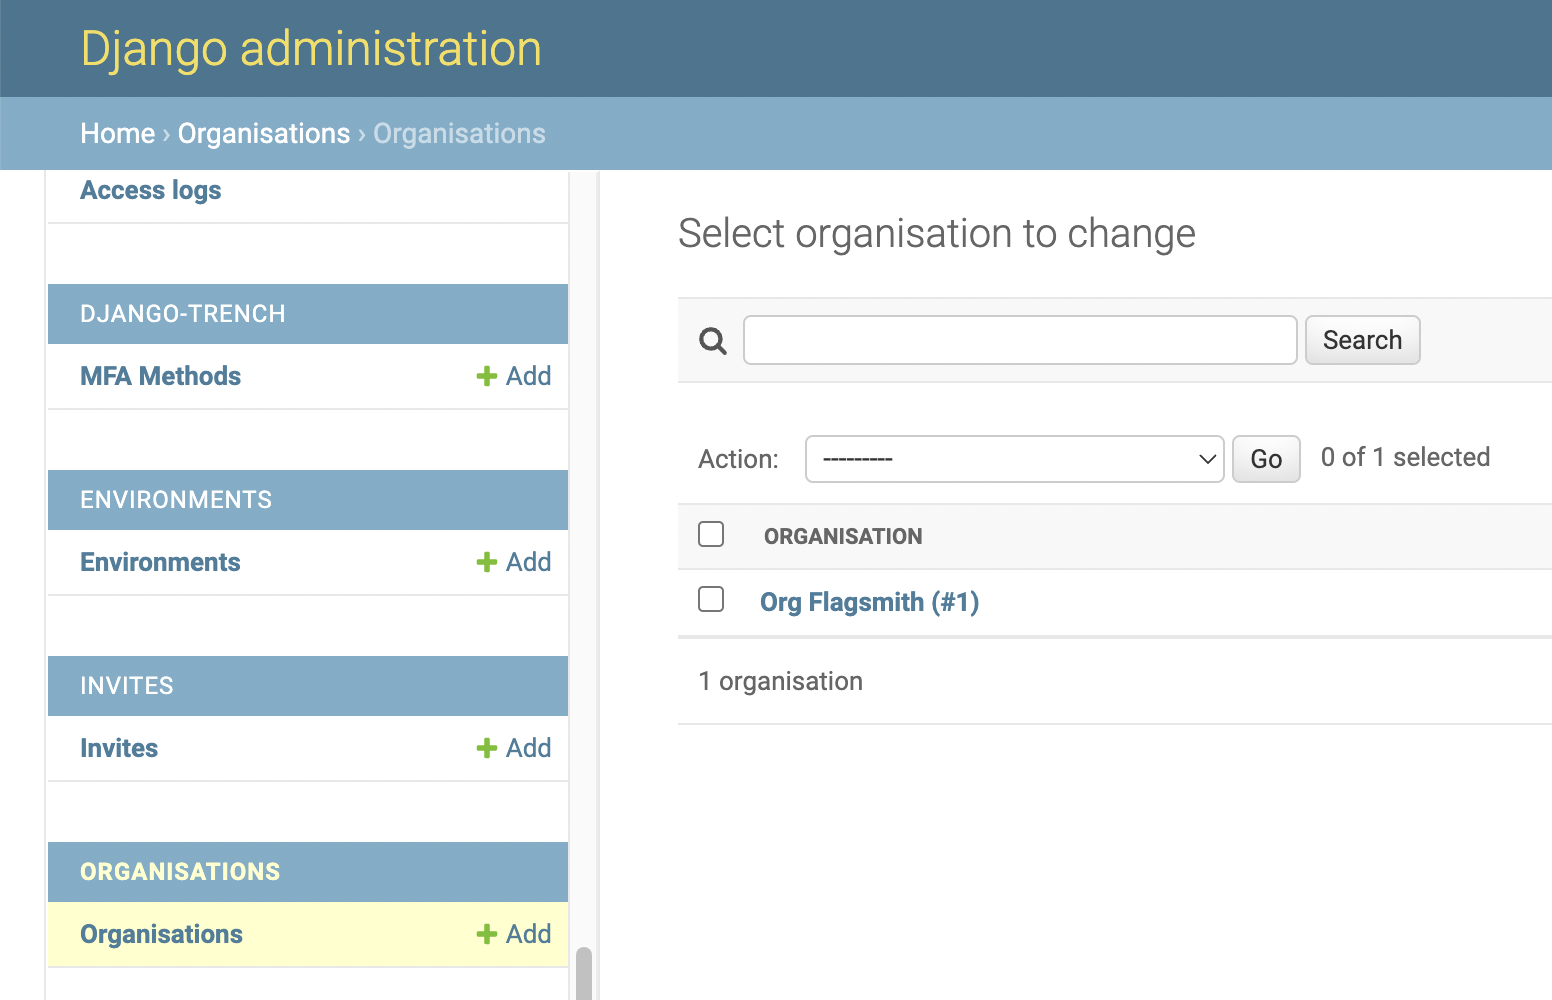 Django administration
Home › Organisations › Organisations
Access logs
DJANGO-TRENCH
MFA Methods + Add
ENVIRONMENTS
Environments + Add
INVITES
Invites + Add
ORGANISATIONS
Organisations + Add
Select organisation to change
Search
Action: --------- Go 0 of 1 selected
ORGANISATION
Org Flagsmith (#1)
1 organisation